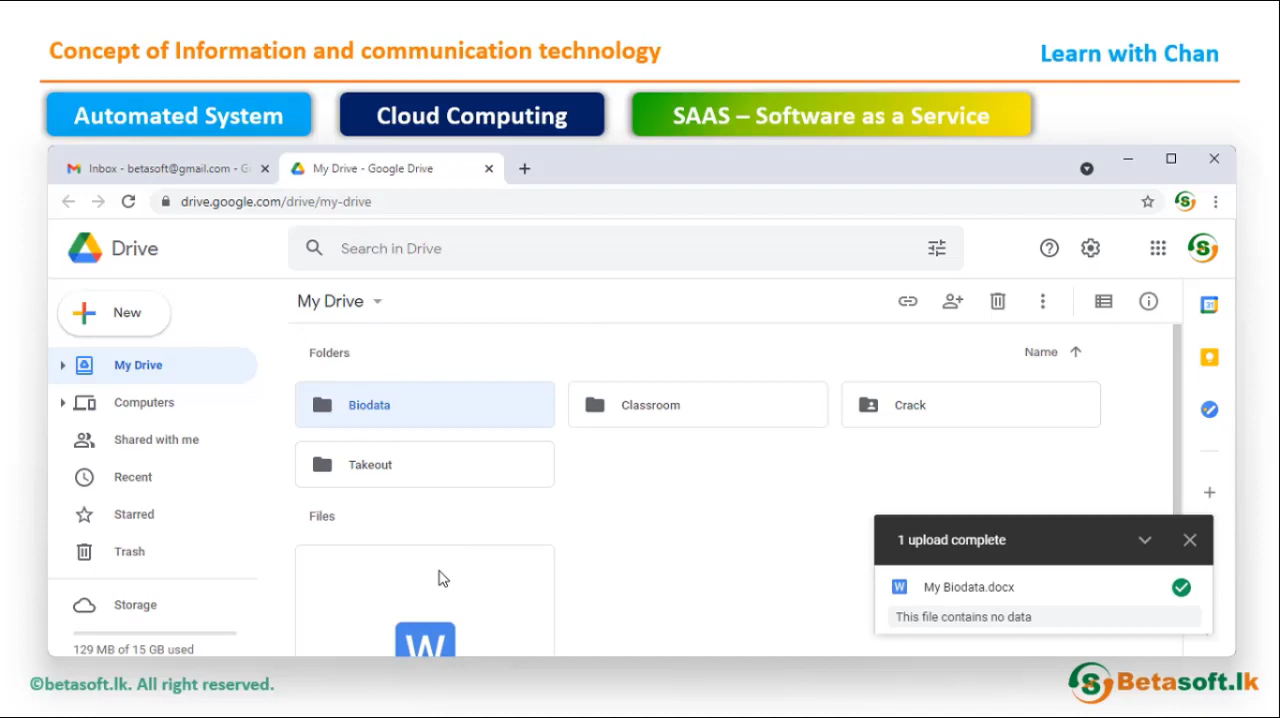 Concept of Information and communication technology
Learn with Chan
Automated System
Cloud Computing
SAAS – Software as a Service
Inbox - betasoft@gmail.com - G
My Drive - Google Drive
drive.google.com/drive/my-drive
Drive
Search in Drive
New
My Drive
Folders
Name
My Drive
Computers
Shared with me
Recent
Starred
Trash
Storage
129 MB of 15 GB used
Biodata
Classroom
Crack
Takeout
Files
W
31
1 upload complete
W My Biodata.docx
This file contains no data
©betasoft.lk. All right reserved.
Betasoft.lk